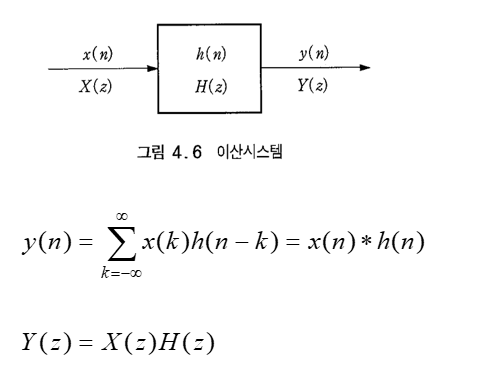 x(n) h(n) y(n)
X(z) H(z) Y(z)
그림 4.6 이산시스템
y(n) = ∑_{k=-∞}^{∞} x(k)h(n − k) = x(n) * h(n)
Y(z) = X(z)H(z)